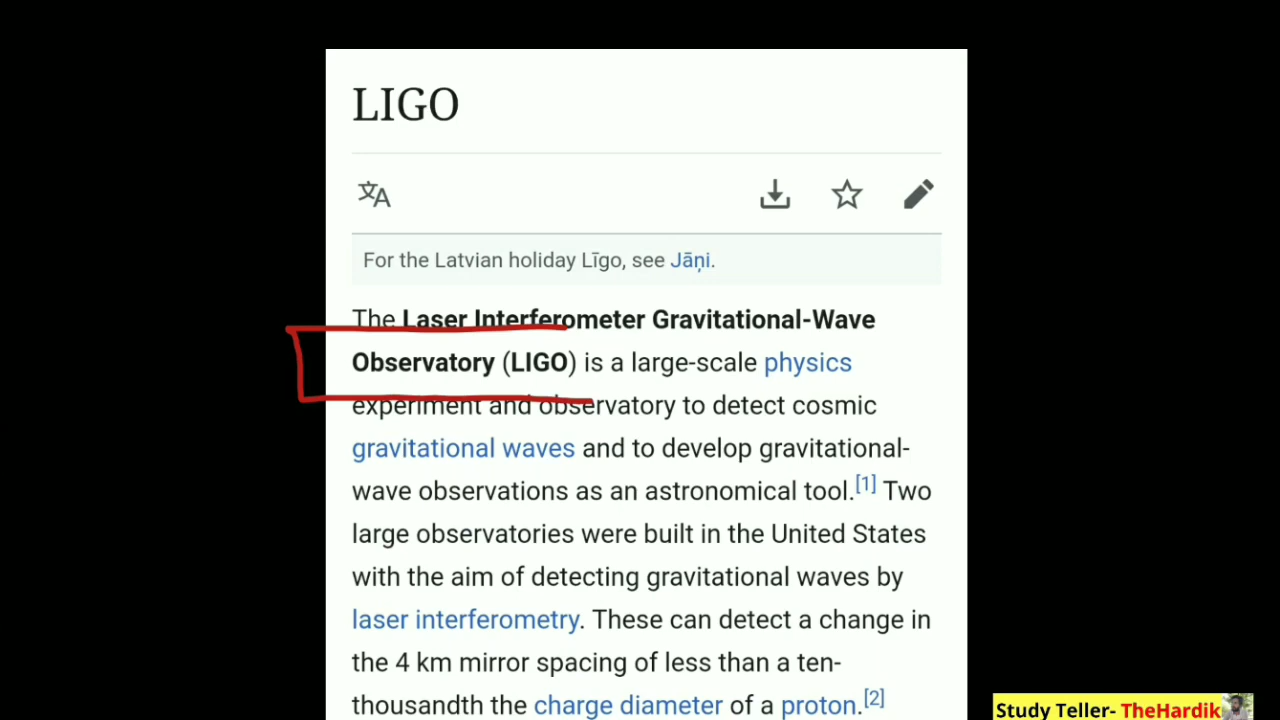 LIGO
文A
For the Latvian holiday Līgo, see Jāņi.
The Laser Interferometer Gravitational-Wave
Observatory (LIGO) is a large-scale physics
experiment and observatory to detect cosmic
gravitational waves and to develop gravitational-
wave observations as an astronomical tool.[1] Two
large observatories were built in the United States
with the aim of detecting gravitational waves by
laser interferometry. These can detect a change in
the 4 km mirror spacing of less than a ten-
thousandth the charge diameter of a proton.[2]
Study Teller- TheHardik